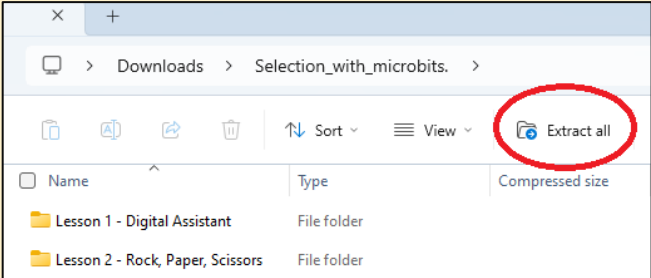 Downloads > Selection_with_microbits. >
Sort View Extract all
Name Type Compressed size
Lesson 1 - Digital Assistant File folder
Lesson 2 - Rock, Paper, Scissors File folder